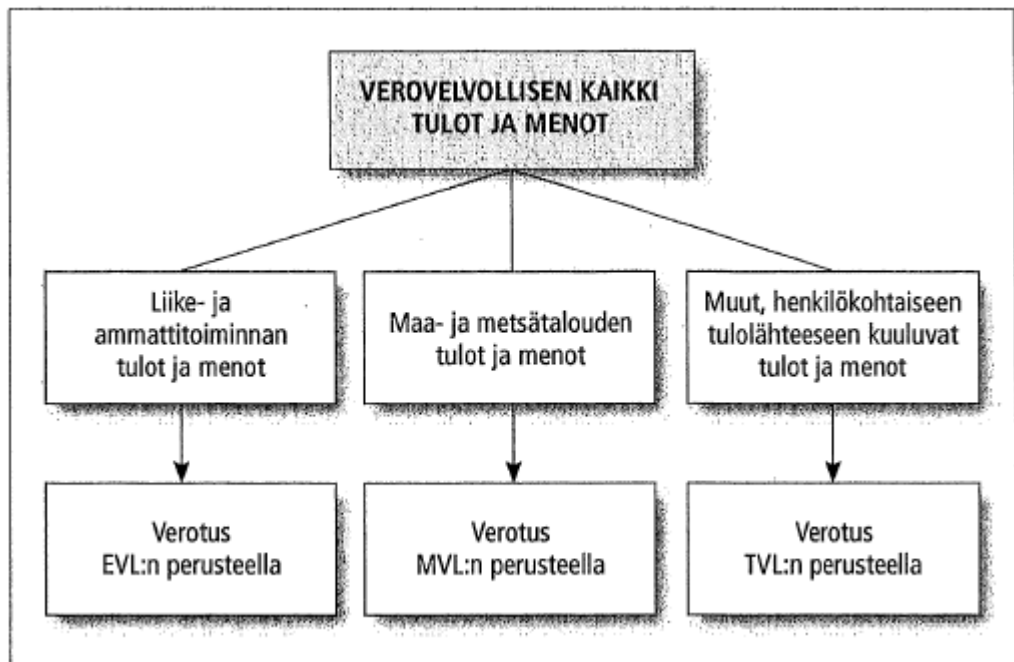 VEROVELVOLLISEN KAIKKI
TULOT JA MENOT
Liike- ja
ammattitoiminnan
tulot ja menot
Maa- ja metsätalouden
tulot ja menot
Muut, henkilökohtaiseen
tulolähteeseen kuuluvat
tulot ja menot
Verotus
EVL:n perusteella
Verotus
MVL:n perusteella
Verotus
TVL:n perusteella